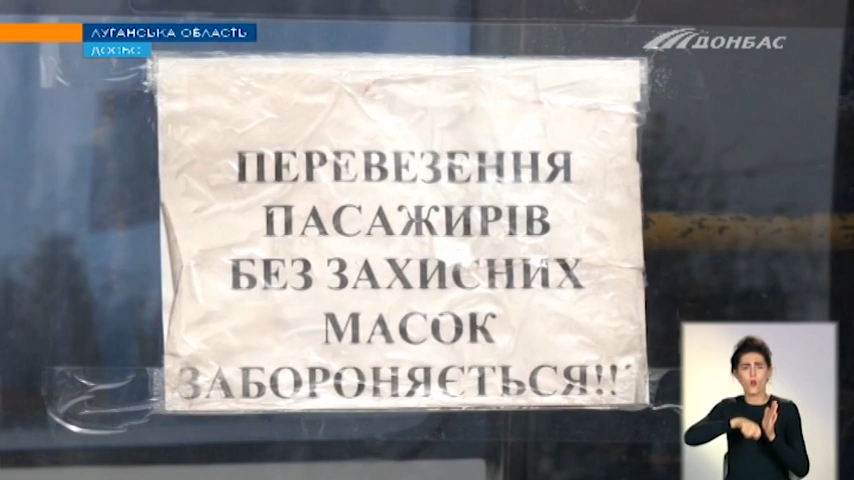 ЛУГАНСЬКА ОБЛАСТЬ
ДОНБАС
ПЕРЕВЕЗЕННЯ
ПАСАЖИРІВ
БЕЗ ЗАХИСНИХ
МАСОК
ЗАБОРОНЯЄТЬСЯ!!!